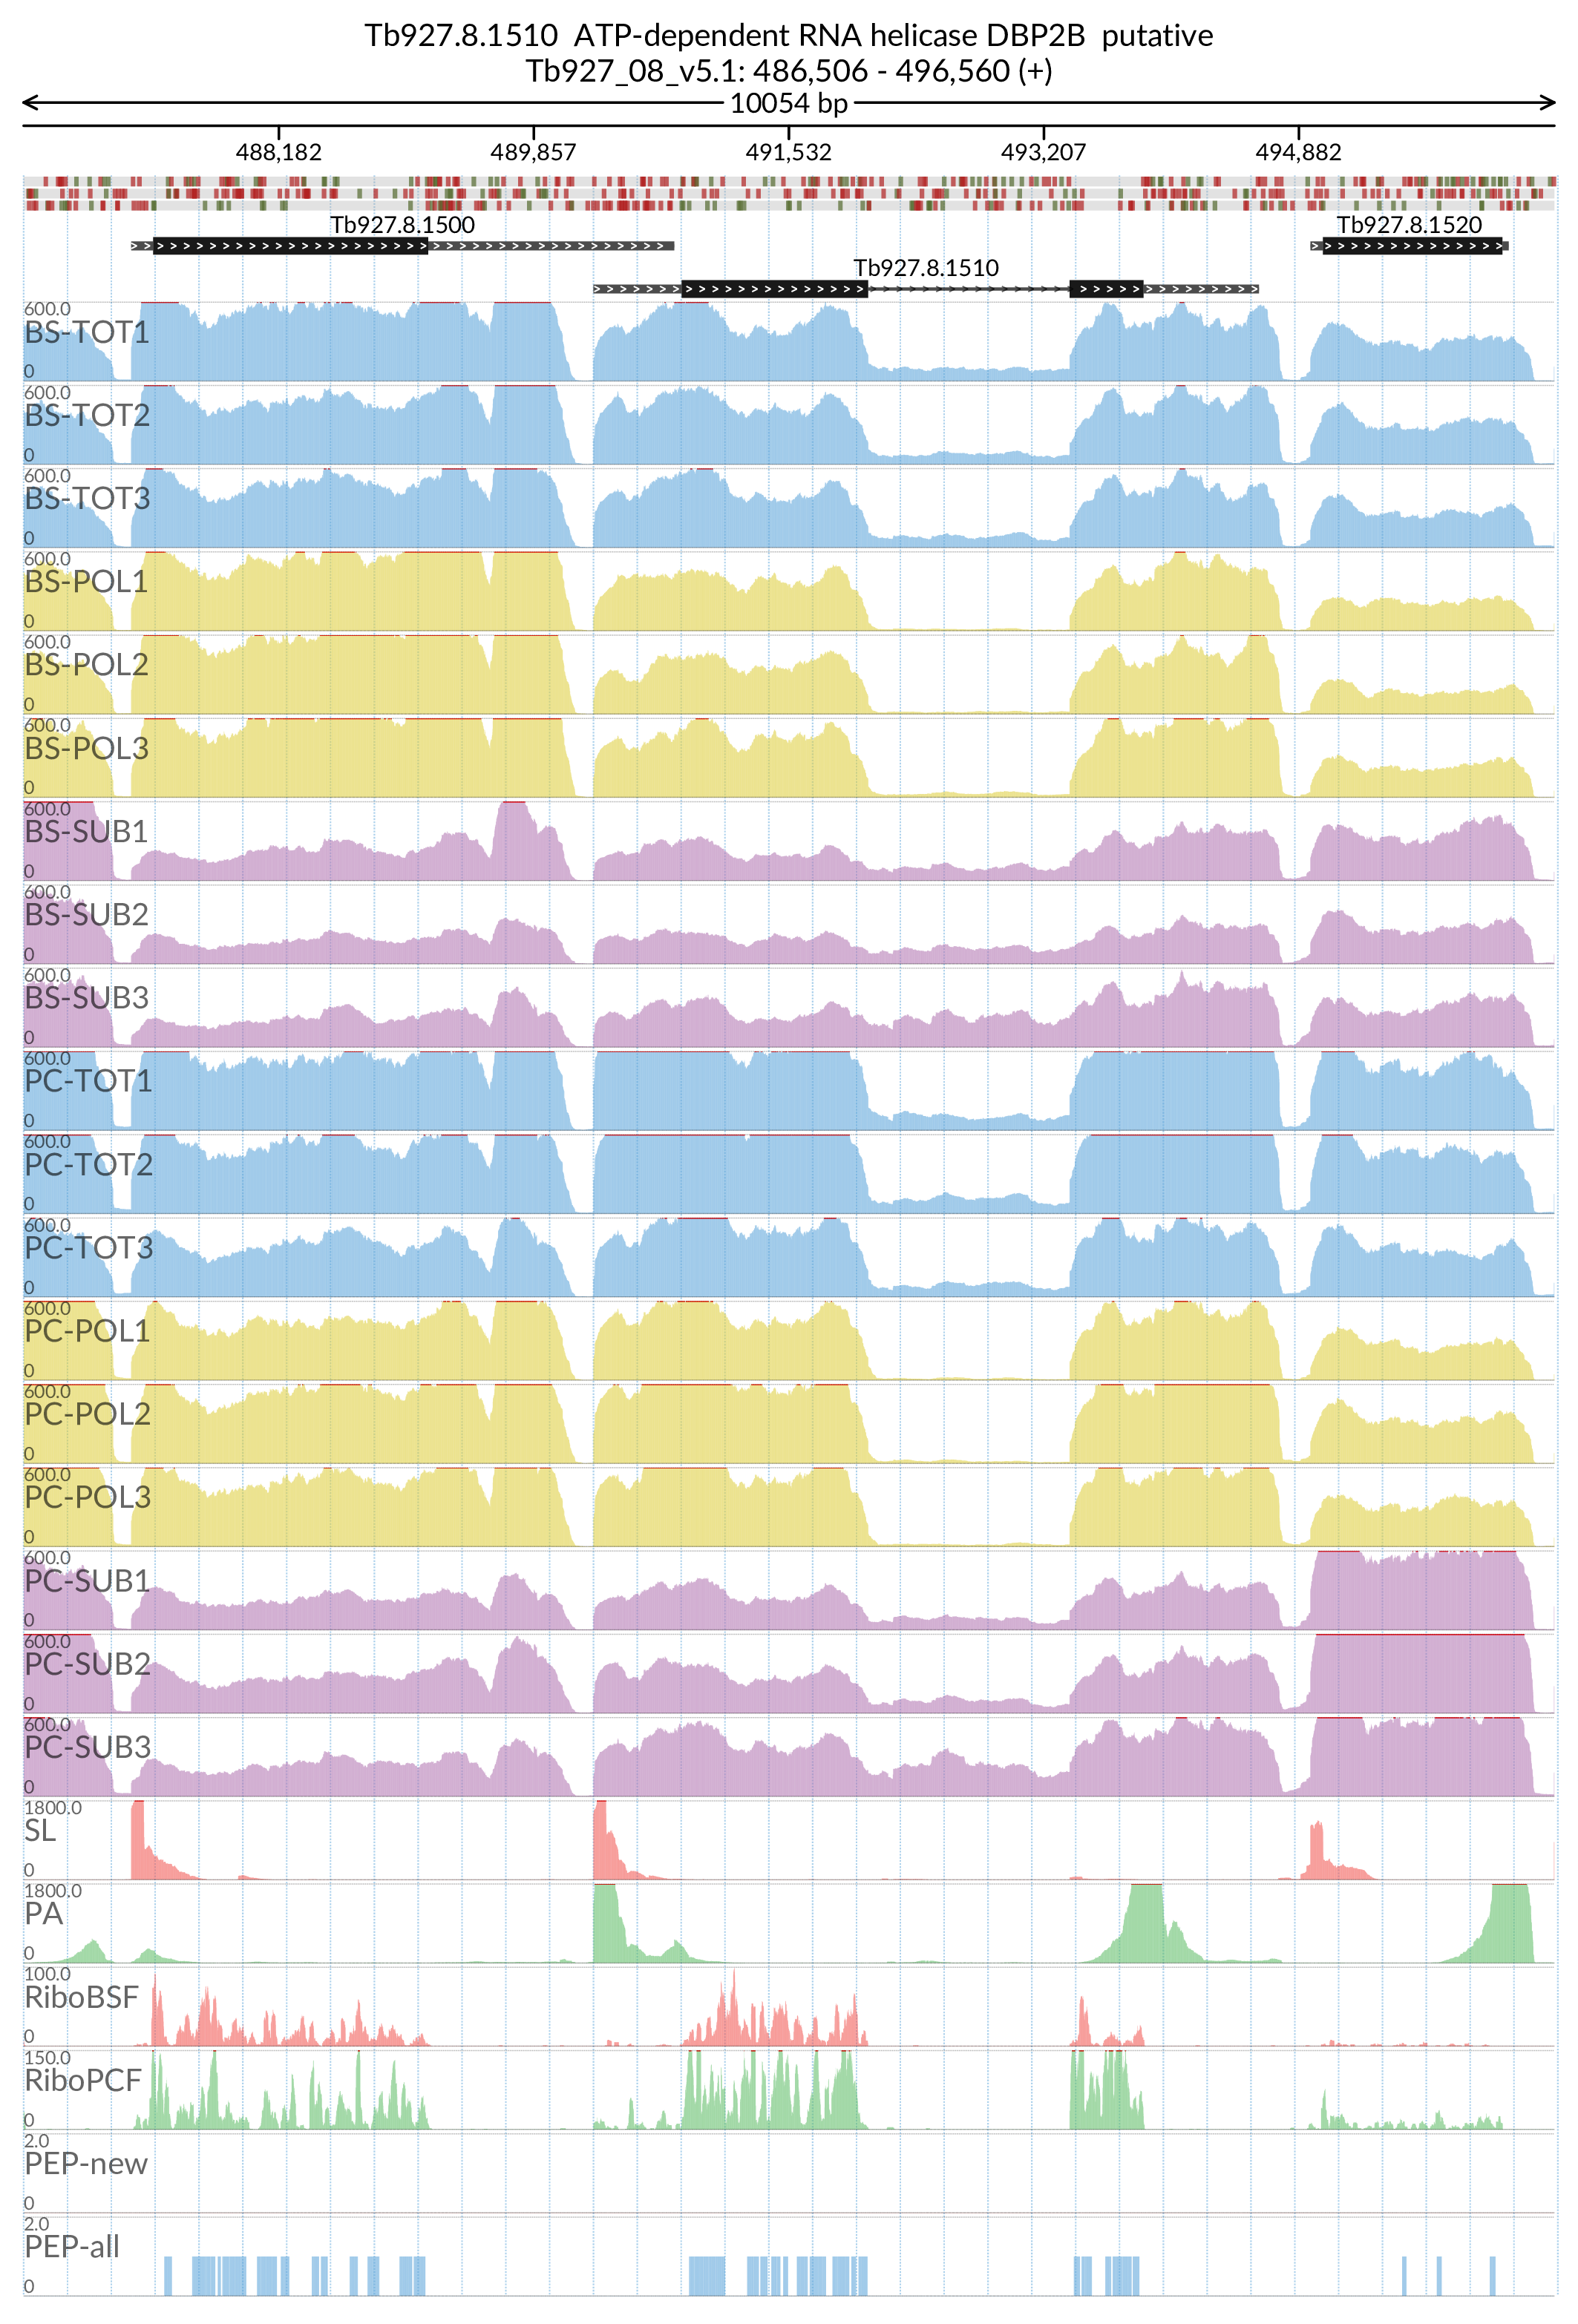 Tb927.8.1510 ATP-dependent RNA helicase DBP2B putative
Tb927_08_v5.1: 486,506 - 496,560 (+)
10054 bp
488,182 489,857 491,532 493,207 494,882
Tb927.8.1500 Tb927.8.1520
Tb927.8.1510
600.0
BS-TOT1
0
600.0
BS-TOT2
0
600.0
BS-TOT3
0
600.0
BS-POL1
0
600.0
BS-POL2
0
600.0
BS-POL3
0
600.0
BS-SUB1
0
600.0
BS-SUB2
0
600.0
BS-SUB3
0
600.0
PC-TOT1
0
600.0
PC-TOT2
0
600.0
PC-TOT3
0
600.0
PC-POL1
0
600.0
PC-POL2
0
600.0
PC-POL3
0
600.0
PC-SUB1
0
600.0
PC-SUB2
0
600.0
PC-SUB3
0
1800.0
SL
0
1800.0
PA
0
100.0
RiboBSF
0
150.0
RiboPCF
0
2.0
PEP-new
0
2.0
PEP-all
0